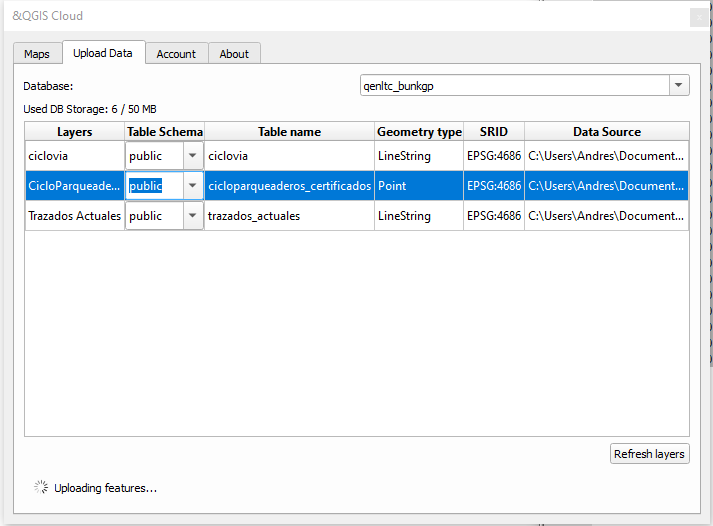 &QGIS Cloud
Maps Upload Data Account About
Database: qenltc_bunkgp
Used DB Storage: 6 / 50 MB
Layers Table Schema Table name Geometry type SRID Data Source
ciclovia public ciclovia LineString EPSG:4686 C:\Users\Andres\Document...
CicloParqueade... public cicloparqueaderos_certificados Point EPSG:4686 C:\Users\Andres\Document...
Trazados Actuales public trazados_actuales LineString EPSG:4686 C:\Users\Andres\Document...
Refresh layers
Uploading features...